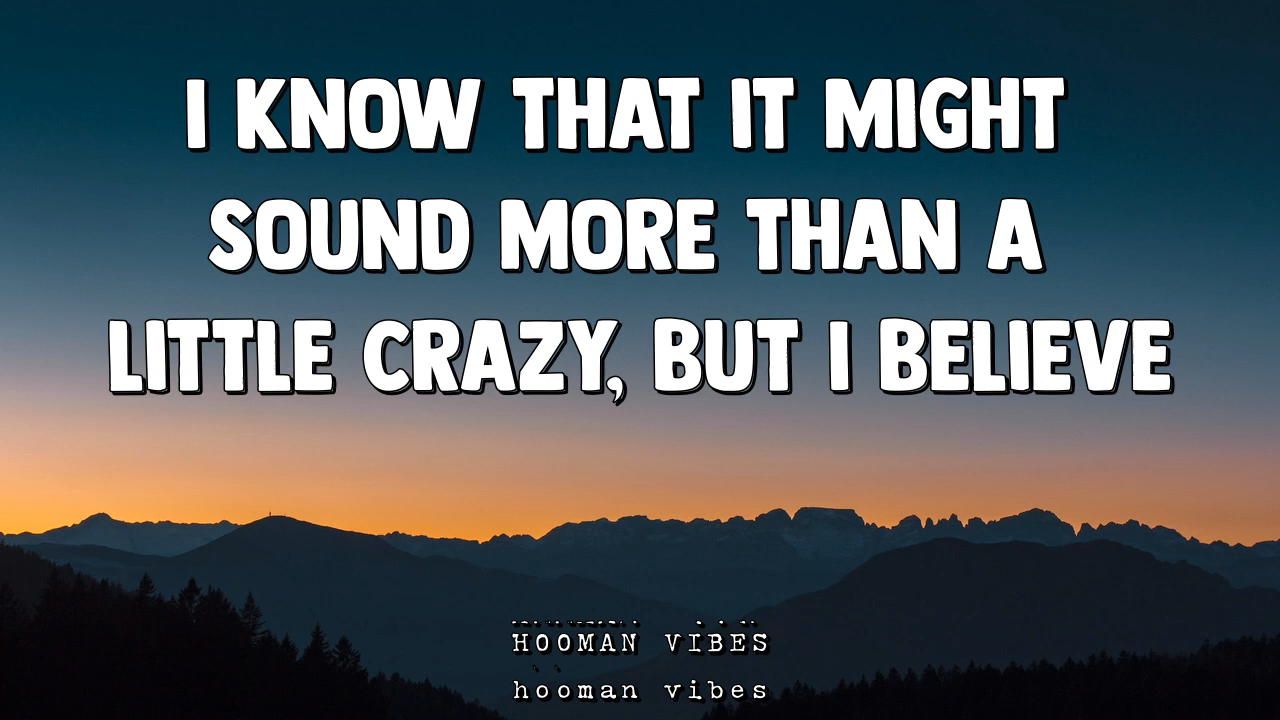 I KNOW THAT IT MIGHT
SOUND MORE THAN A
LITTLE CRAZY, BUT I BELIEVE
HOOMAN VIBES
hooman vibes